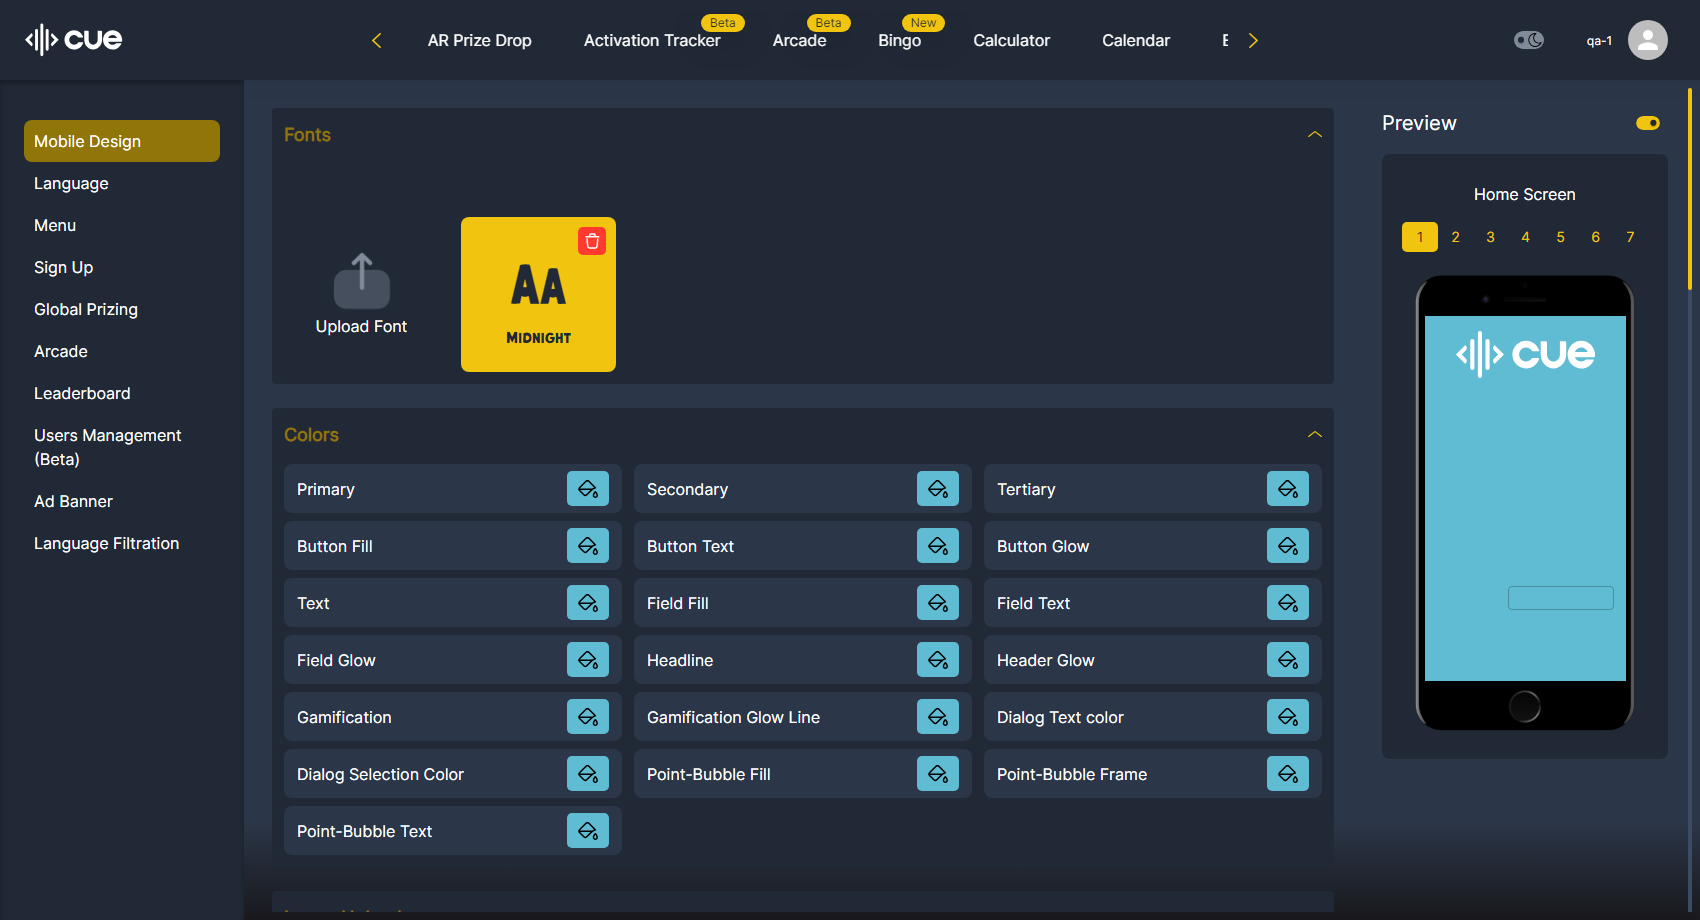 cue
AR Prize Drop
Activation Tracker
Beta
Arcade
Beta
Bingo
New
Calculator
Calendar
qa-1
Mobile Design
Language
Menu
Sign Up
Global Prizing
Arcade
Leaderboard
Users Management
(Beta)
Ad Banner
Language Filtration
Fonts
Upload Font
AA
MIDNIGHT
Colors
Primary
Secondary
Tertiary
Button Fill
Button Text
Button Glow
Text
Field Fill
Field Text
Field Glow
Headline
Header Glow
Gamification
Gamification Glow Line
Dialog Text color
Dialog Selection Color
Point-Bubble Fill
Point-Bubble Frame
Point-Bubble Text
Preview
Home Screen
1 2 3 4 5 6 7
cue